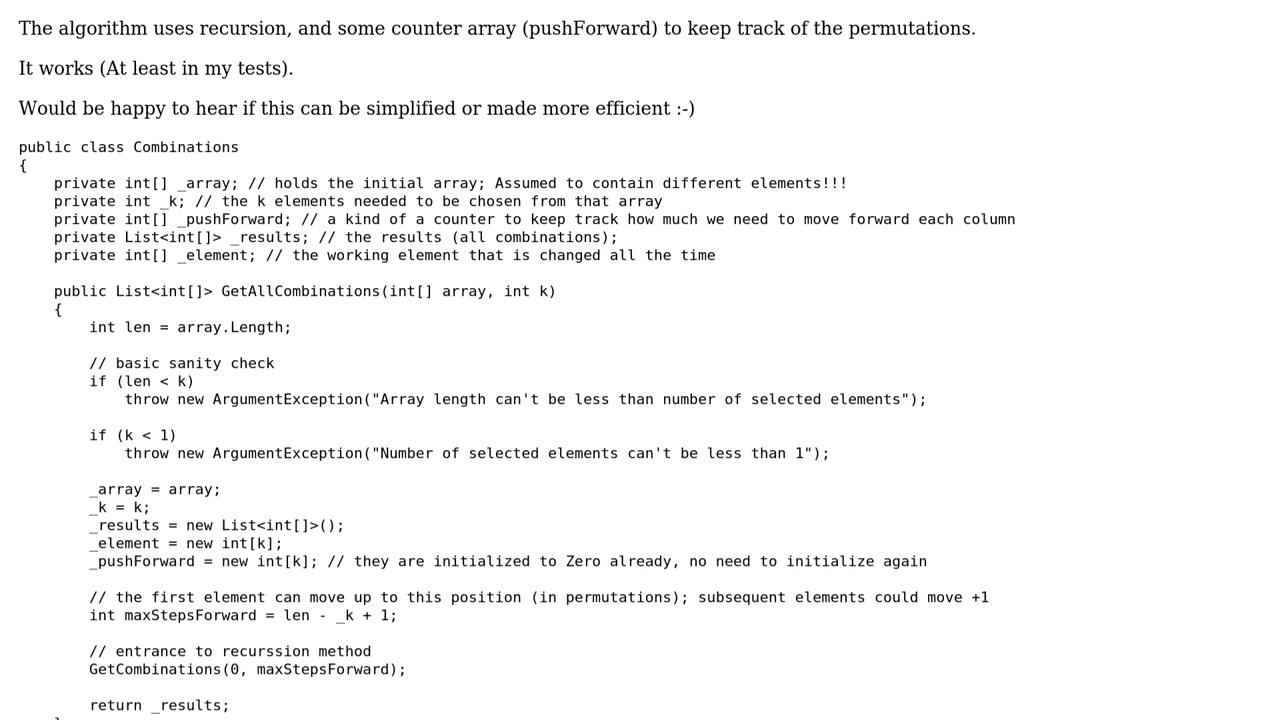 The algorithm uses recursion, and some counter array (pushForward) to keep track of the permutations.
It works (At least in my tests).
Would be happy to hear if this can be simplified or made more efficient :-)
public class Combinations
{
    private int[] _array; // holds the initial array; Assumed to contain different elements!!!
    private int _k; // the k elements needed to be chosen from that array
    private int[] _pushForward; // a kind of a counter to keep track how much we need to move forward each column
    private List<int[]> _results; // the results (all combinations);
    private int[] _element; // the working element that is changed all the time

    public List<int[]> GetAllCombinations(int[] array, int k)
    {
        int len = array.Length;

        // basic sanity check
        if (len < k)
            throw new ArgumentException("Array length can't be less than number of selected elements");

        if (k < 1)
            throw new ArgumentException("Number of selected elements can't be less than 1");

        _array = array;
        _k = k;
        _results = new List<int[]>();
        _element = new int[k];
        _pushForward = new int[k]; // they are initialized to Zero already, no need to initialize again

        // the first element can move up to this position (in permutations); subsequent elements could move +1
        int maxStepsForward = len - _k + 1;

        // entrance to recurssion method
        GetCombinations(0, maxStepsForward);

        return _results;